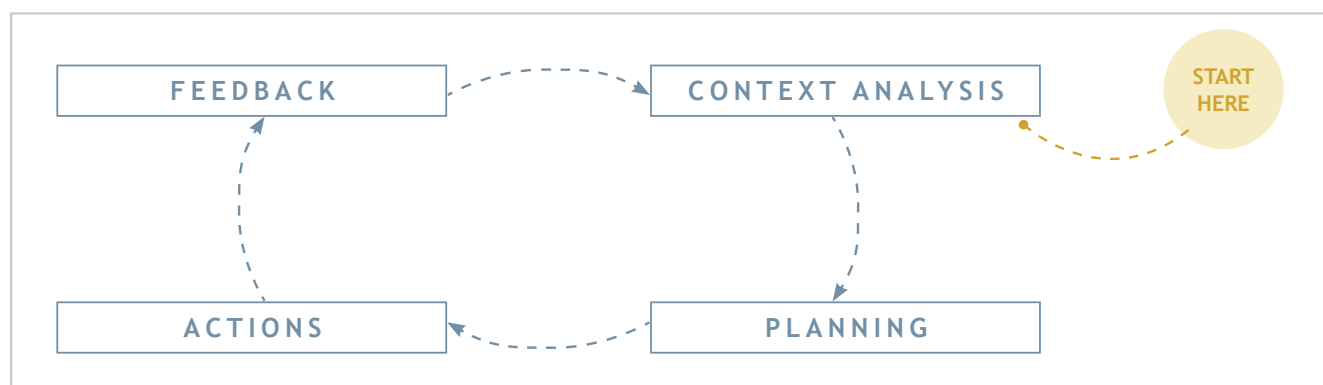 FEEDBACK
CONTEXT ANALYSIS
START
HERE
ACTIONS
PLANNING